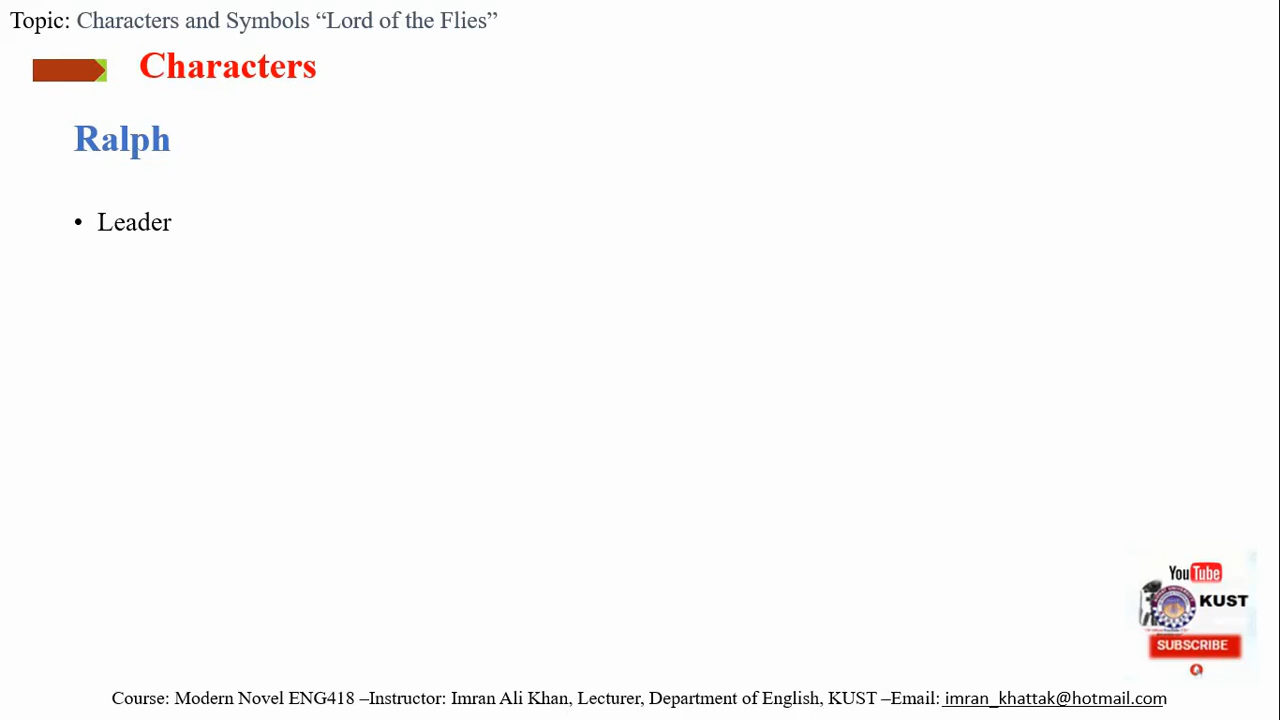 Topic: Characters and Symbols “Lord of the Flies”
Characters
Ralph
• Leader
YouTube
KUST
SUBSCRIBE
Course: Modern Novel ENG418 –Instructor: Imran Ali Khan, Lecturer, Department of English, KUST –Email: imran_khattak@hotmail.com